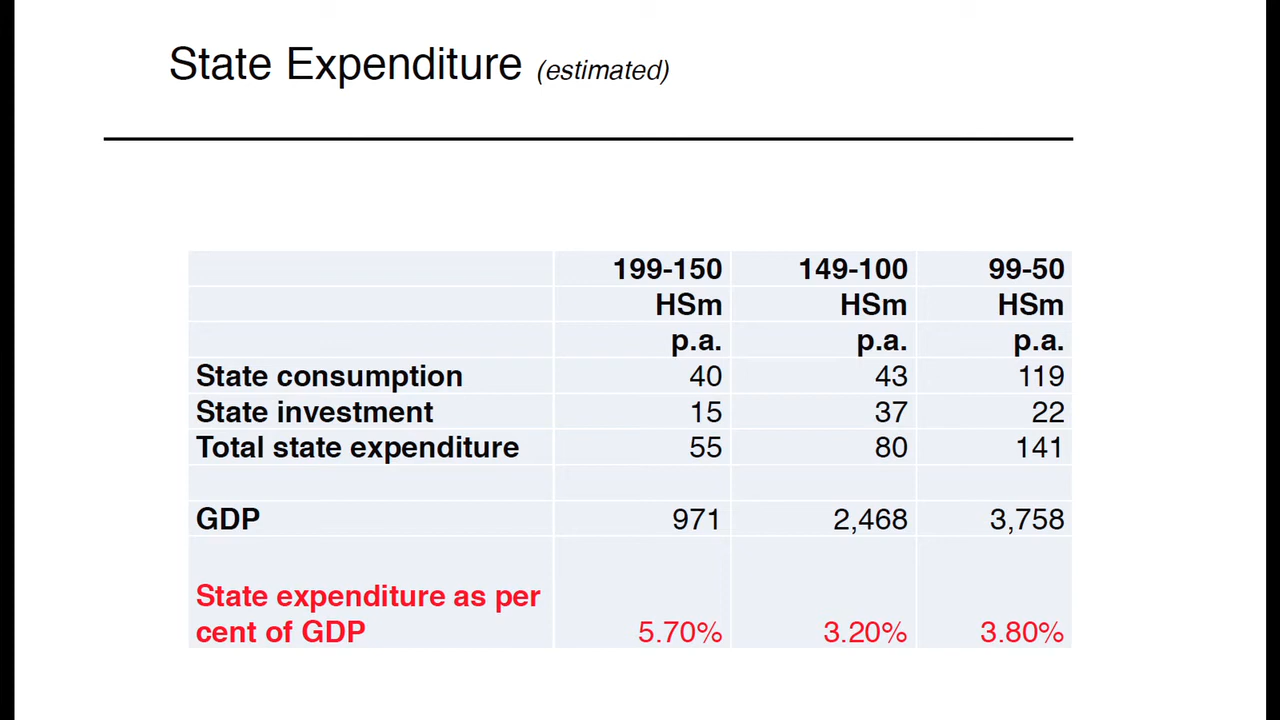 State Expenditure (estimated)
199-150 149-100 99-50
HSm HSm HSm
p.a. p.a. p.a.
State consumption 40 43 119
State investment 15 37 22
Total state expenditure 55 80 141
GDP 971 2,468 3,758
State expenditure as per
cent of GDP 5.70% 3.20% 3.80%